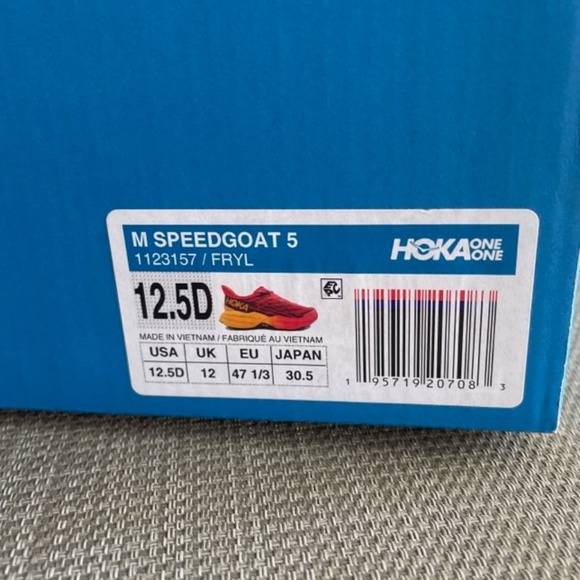 M SPEEDGOAT 5
1123157 / FRYL
HOKA ONE ONE
12.5D
HOKA
MADE IN VIETNAM / FABRIQUÉ AU VIETNAM
USA UK EU JAPAN
12.5D 12 47 1/3 30.5
1 95719 20708 3